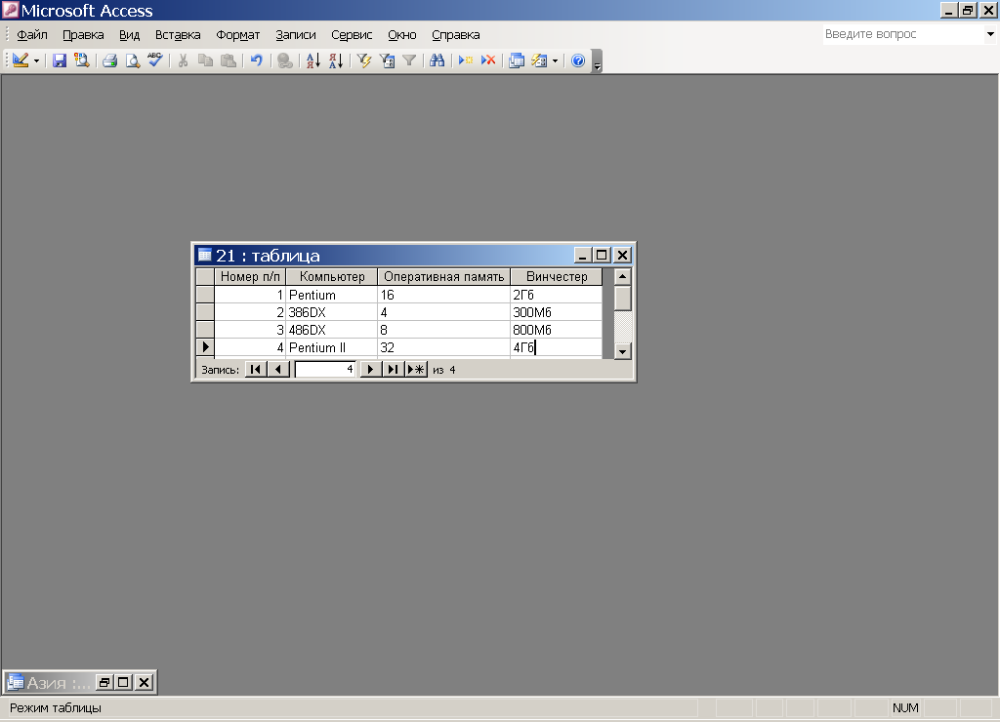 Microsoft Access
Файл Правка Вид Вставка Формат Записи Сервис Окно Справка Введите вопрос
21 : таблица
Номер п/п Компьютер Оперативная память Винчестер
1 Pentium 16 2Гб
2 386DX 4 300Мб
3 486DX 8 800Мб
4 Pentium II 32 4Гб
Запись: 4 из 4
Азия :...
Режим таблицы NUM